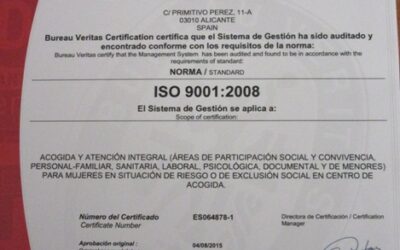 C/ PRIMITIVO PEREZ, 11-A
03010 ALICANTE
SPAIN
Bureau Veritas Certification certifica que el Sistema de Gestión ha sido auditado y
encontrado conforme con los requisitos de la norma:
Bureau Veritas certify that the Management System has been audited and found to be in accordance with the
requirements of standard:
NORMA / STANDARD
ISO 9001:2008
El Sistema de Gestión se aplica a:
Scope of certification:
ACOGIDA Y ATENCIÓN INTEGRAL (ÁREAS DE PARTICIPACIÓN SOCIAL Y CONVIVENCIA,
PERSONAL-FAMILIAR, SANITARIA, LABORAL, PSICOLÓGICA, DOCUMENTAL Y DE MENORES)
PARA MUJERES EN SITUACIÓN DE RIESGO O DE EXCLUSIÓN SOCIAL EN CENTRO DE
ACOGIDA.
Número del Certificado ES064878-1 Directora de Certificación / Certification
Certificate Number Manager
Aprobación original : 04/08/2015